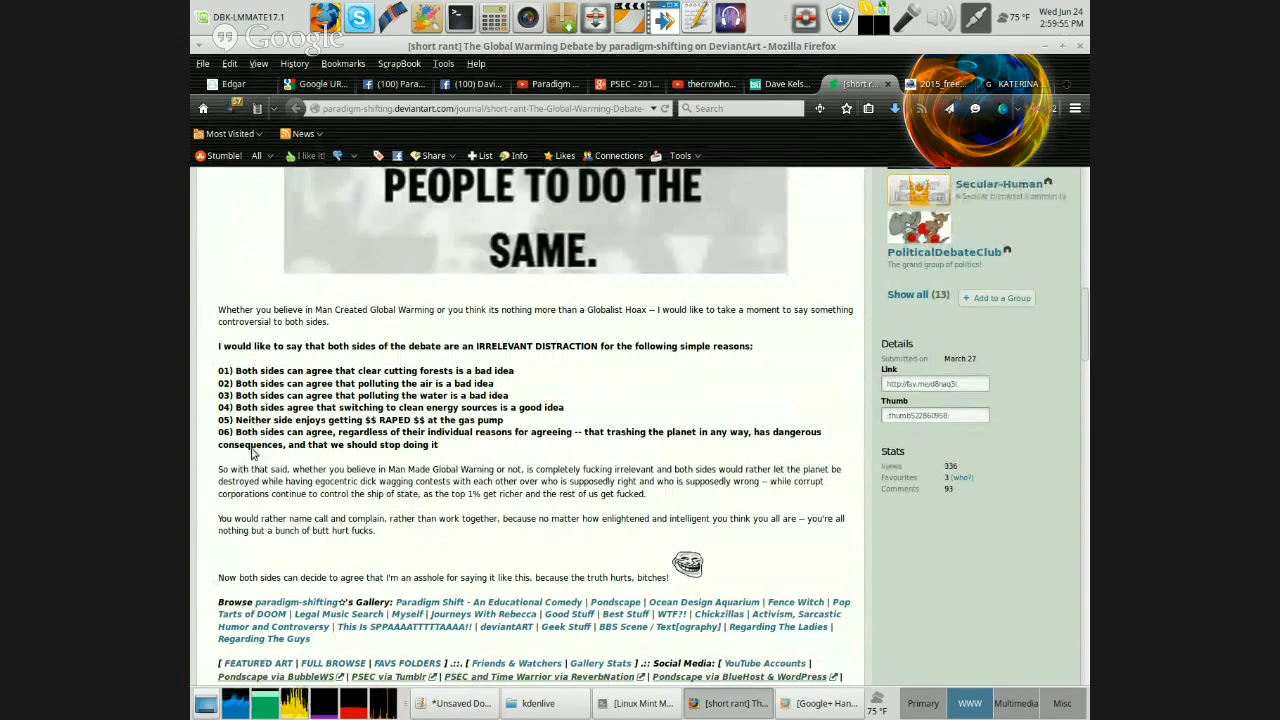 DBK-LMMATE17.1
Google
75 °F
Wed Jun 24
2:59:55 PM
[short rant] The Global Warming Debate by paradigm-shifting on DeviantArt - Mozilla Firefox
File Edit View History Bookmarks ScrapBook Tools Help
Edgar
Google UR...
(100) Para...
(100) Davi...
Paradigm ...
PSEC - 201...
thecrowho...
Dave Kels...
[short r...
2015_free...
KATERINA
paradigm-shifting.deviantart.com/journal/short-rant-The-Global-Warming-Debate-
Search
Most Visited
News
Stumble! All I like it! Share List Info Likes Connections Tools
PEOPLE TO DO THE
SAME.
Secular-Human
PoliticalDebateClub
The grand group of politics!
Show all (13)
+ Add to a Group
Whether you believe in Man Created Global Warming or you think its nothing more than a Globalist Hoax -- I would like to take a moment to say something
controversial to both sides.
I would like to say that both sides of the debate are an IRRELEVANT DISTRACTION for the following simple reasons:
01) Both sides can agree that clear cutting forests is a bad idea
02) Both sides can agree that polluting the air is a bad idea
03) Both sides can agree that polluting the water is a bad idea
04) Both sides agree that switching to clean energy sources is a good idea
05) Neither side enjoys getting $$ RAPED $$ at the gas pump
06) Both sides can agree, regardless of their individual reasons for agreeing -- that trashing the planet in any way, has dangerous
consequences, and that we should stop doing it
So with that said, whether you believe in Man Made Global Warning or not, is completely fucking irrelevant and both sides would rather let the planet be
destroyed while having egocentric dick wagging contests with each other over who is supposedly right and who is supposedly wrong -- while corrupt
corporations continue to control the ship of state, as the top 1% get richer and the rest of us get fucked.
You would rather name call and complain, rather than work together, because no matter how enlightened and intelligent you think you all are -- you're all
nothing but a bunch of butt hurt fucks.
Now both sides can decide to agree that I'm an asshole for saying it like this, because the truth hurts, bitches!
Browse paradigm-shifting's Gallery: Paradigm Shift - An Educational Comedy | Pondscape | Ocean Design Aquarium | Fence Witch | Pop
Tarts of DOOM | Legal Music Search | Myself | Journeys With Rebecca | Good Stuff | Best Stuff | WTF?! | Chickzillas | Activism, Sarcastic
Humor and Controversy | This Is SPPAAAATTTTAAAA!! | deviantART | Geek Stuff | BBS Scene / Text[ography] | Regarding The Ladies |
Regarding The Guys
[ FEATURED ART | FULL BROWSE | FAVS FOLDERS ] .::. [ Friends & Watchers | Gallery Stats ] .:: Social Media: [ YouTube Accounts |
Pondscape via BubbleWS | PSEC via Tumblr | PSEC and Time Warrior via ReverbNation | Pondscape via BlueHost & WordPress |
Details
Submitted on March 27
Link
http://fav.me/d8naq3i
Thumb
:thumb522860958:
Stats
Views 336
Favourites 3 (who?)
Comments 93
*Unsaved Do...
kdenlive
[Linux Mint M...
[short rant] Th...
[Google+ Han...
75 °F
Primary WWW Multimedia Misc